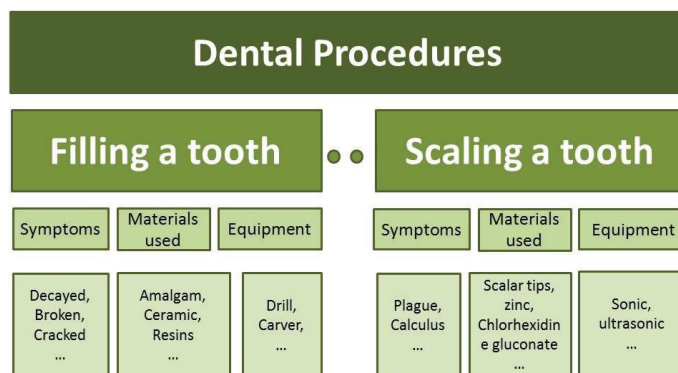 Dental Procedures
Filling a tooth
Scaling a tooth
Symptoms
Materials
used
Equipment
Symptoms
Materials
used
Equipment
Decayed,
Broken,
Cracked
...
Amalgam,
Ceramic,
Resins
...
Drill,
Carver,
...
Plague,
Calculus
...
Scalar tips,
zinc,
Chlorhexidin
e gluconate
...
Sonic,
ultrasonic
...